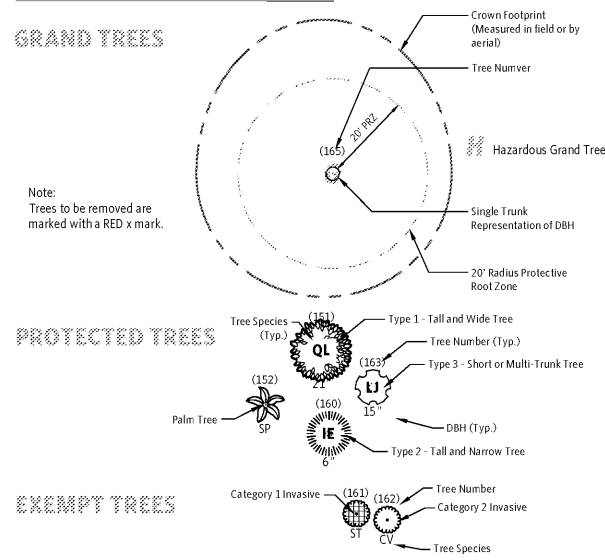 GRAND TREES
Crown Footprint
(Measured in field or by
aerial)
Tree Numver
20' PRZ
(165)
H
Hazardous Grand Tree
Note:
Trees to be removed are
marked with a RED x mark.
Single Trunk
Representation of DBH
20' Radius Protective
Root Zone
PROTECTED TREES
Tree Species
(Typ.)
(151)
QL
21"
Type 1 - Tall and Wide Tree
Tree Number (Typ.)
(163)
LJ
15"
Type 3 - Short or Multi-Trunk Tree
(152)
Palm Tree
SP
(160)
IE
6"
DBH (Typ.)
Type 2 - Tall and Narrow Tree
EXEMPT TREES
Category 1 Invasive
(161)
ST
(162)
CV
Tree Number
Category 2 Invasive
Tree Species